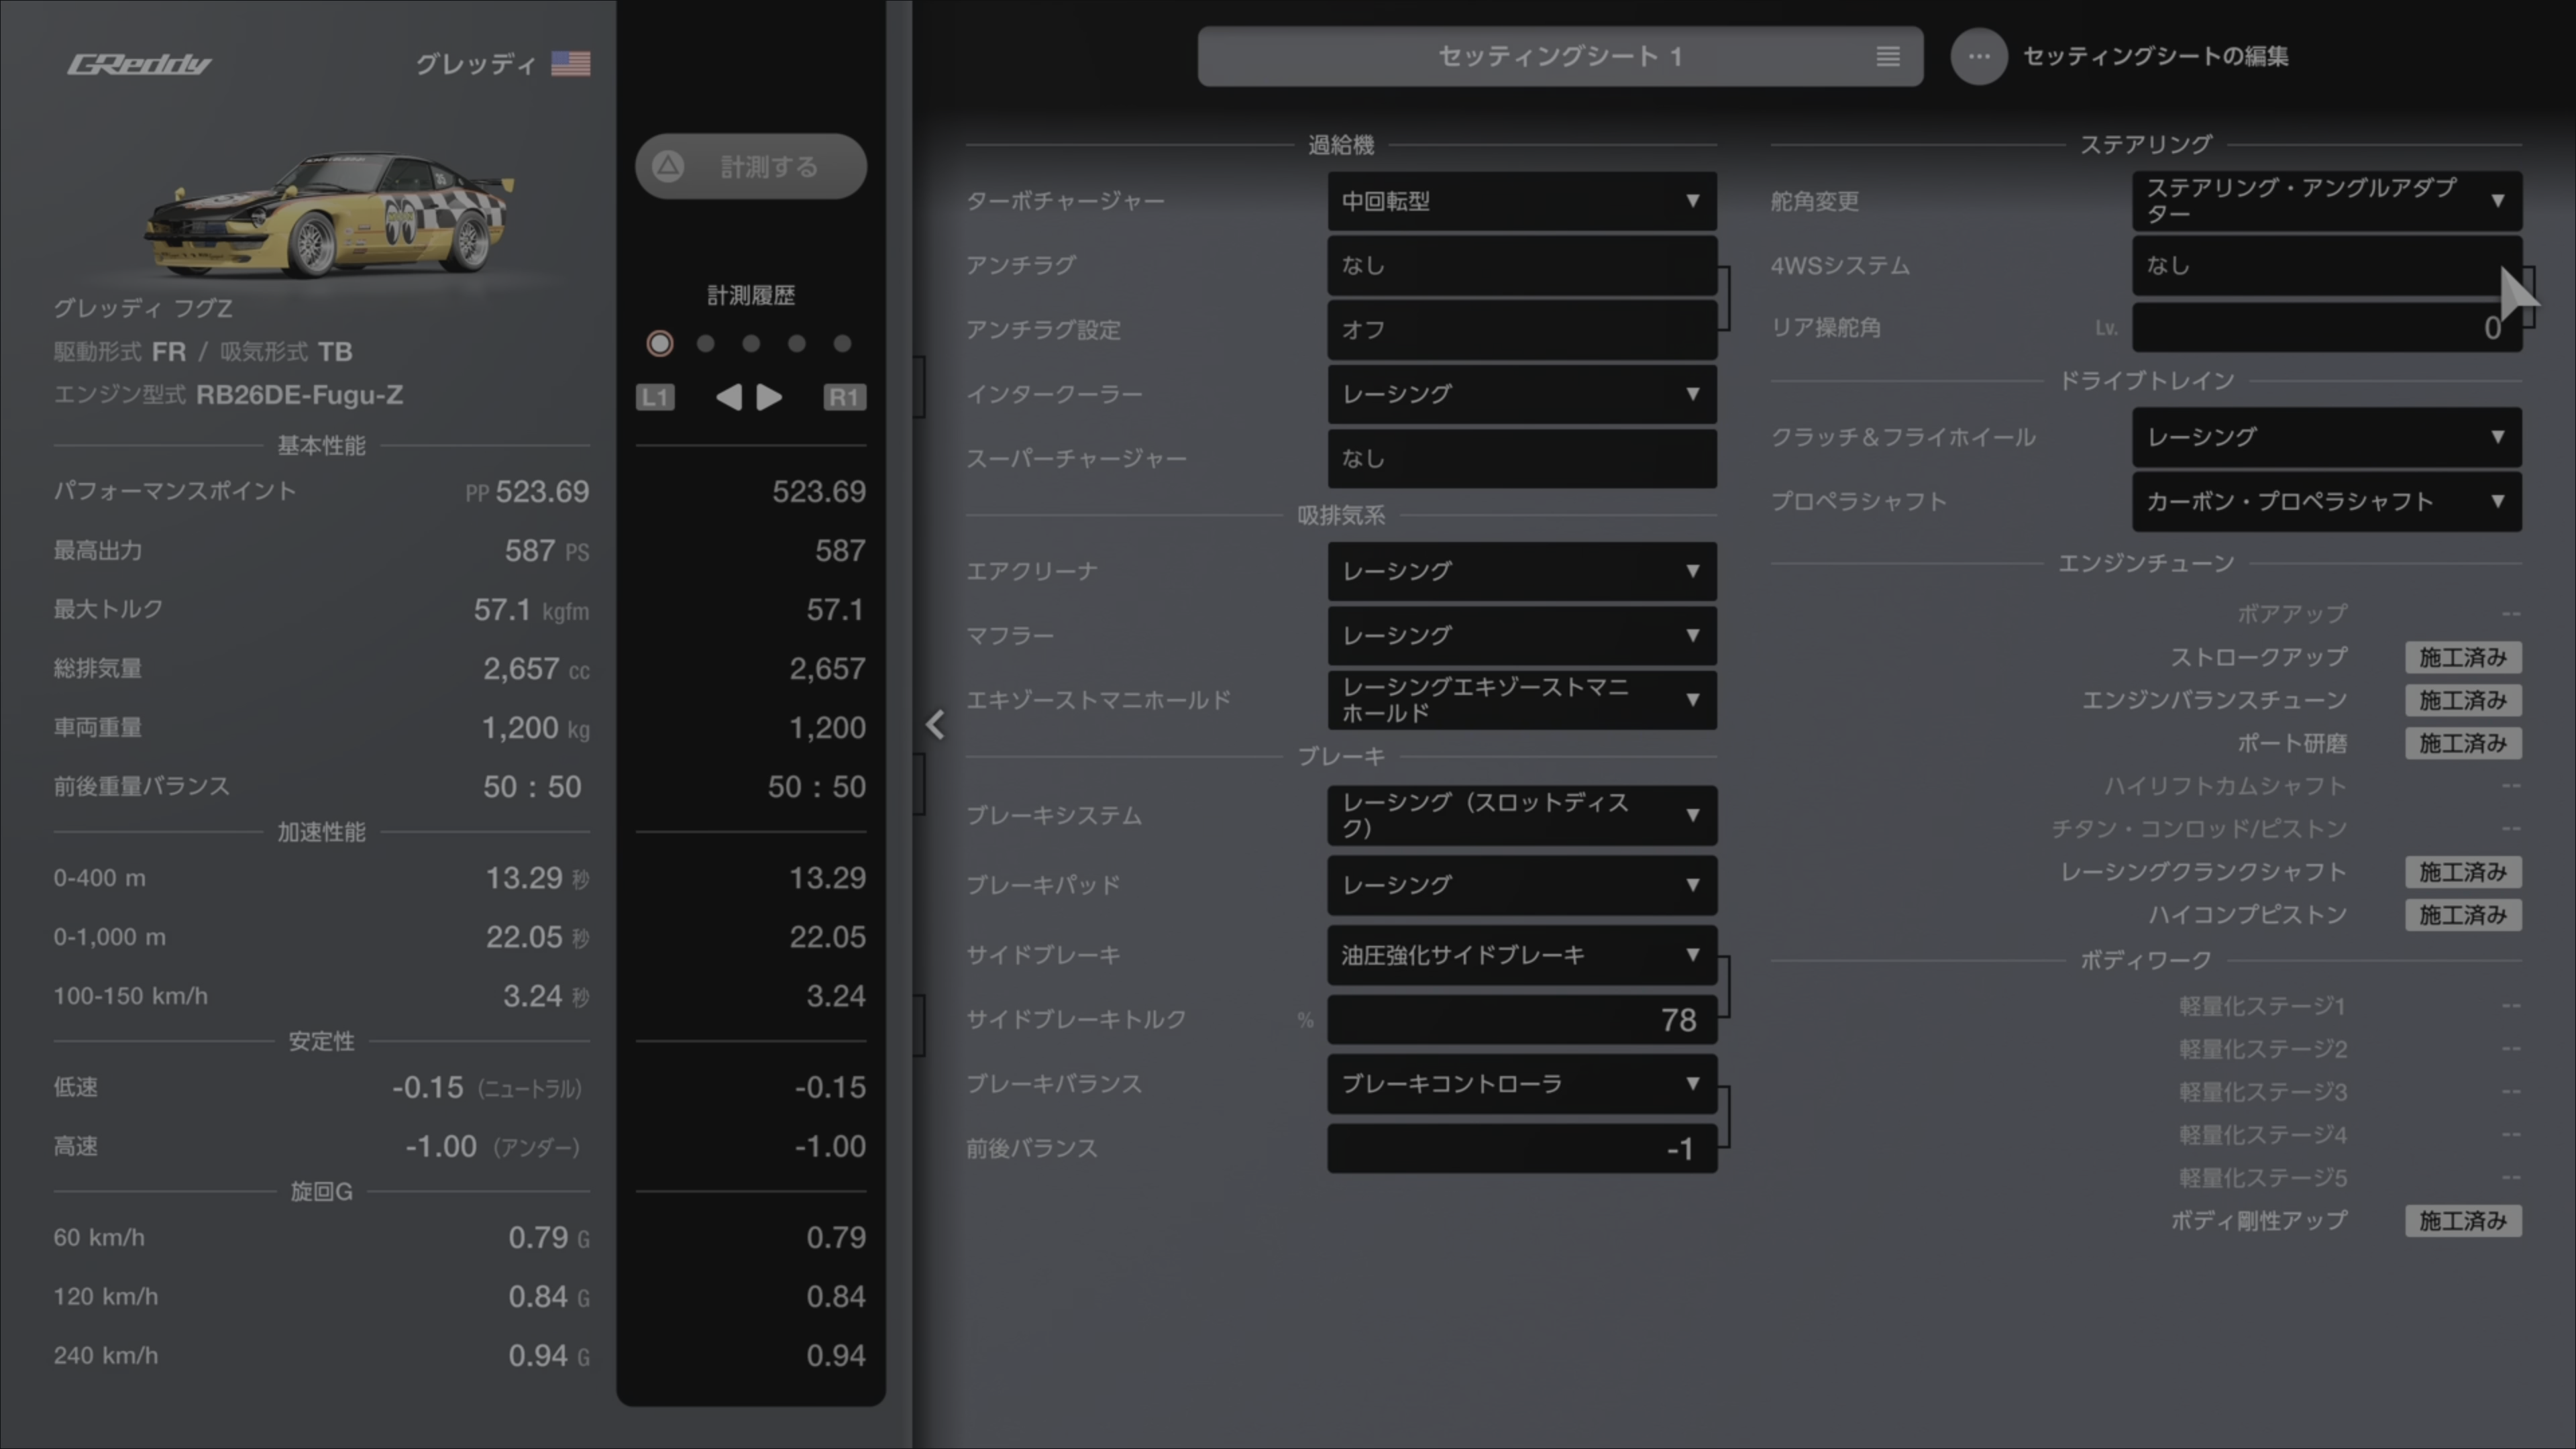 GReddy
グレッディ
グレッディ フグZ
駆動形式 FR / 吸気形式 TB
エンジン型式 RB26DE-Fugu-Z
基本性能
パフォーマンスポイント PP 523.69
最高出力 587 PS
最大トルク 57.1 kgfm
総排気量 2,657 cc
車両重量 1,200 kg
前後重量バランス 50 : 50
加速性能
0-400 m 13.29 秒
0-1,000 m 22.05 秒
100-150 km/h 3.24 秒
安定性
低速 -0.15 (ニュートラル)
高速 -1.00 (アンダー)
旋回G
60 km/h 0.79 G
120 km/h 0.84 G
240 km/h 0.94 G
計測する
計測履歴
L1 R1
523.69
587
57.1
2,657
1,200
50 : 50
13.29
22.05
3.24
-0.15
-1.00
0.79
0.84
0.94
セッティングシート 1
セッティングシートの編集
過給機
ターボチャージャー 中回転型
アンチラグ なし
アンチラグ設定 オフ
インタークーラー レーシング
スーパーチャージャー なし
吸排気系
エアクリーナ レーシング
マフラー レーシング
エキゾーストマニホールド レーシングエキゾーストマニ
ホールド
ブレーキ
ブレーキシステム レーシング（スロットディス
ク）
ブレーキパッド レーシング
サイドブレーキ 油圧強化サイドブレーキ
サイドブレーキトルク % 78
ブレーキバランス ブレーキコントローラ
前後バランス -1
ステアリング
舵角変更 ステアリング・アングルアダプ
ター
4WSシステム なし
リア操舵角 Lv. 0
ドライブトレイン
クラッチ＆フライホイール レーシング
プロペラシャフト カーボン・プロペラシャフト
エンジンチューン
ボアアップ --
ストロークアップ 施工済み
エンジンバランスチューン 施工済み
ポート研磨 施工済み
ハイリフトカムシャフト --
チタン・コンロッド/ピストン --
レーシングクランクシャフト 施工済み
ハイコンプピストン 施工済み
ボディワーク
軽量化ステージ1 --
軽量化ステージ2 --
軽量化ステージ3 --
軽量化ステージ4 --
軽量化ステージ5 --
ボディ剛性アップ 施工済み